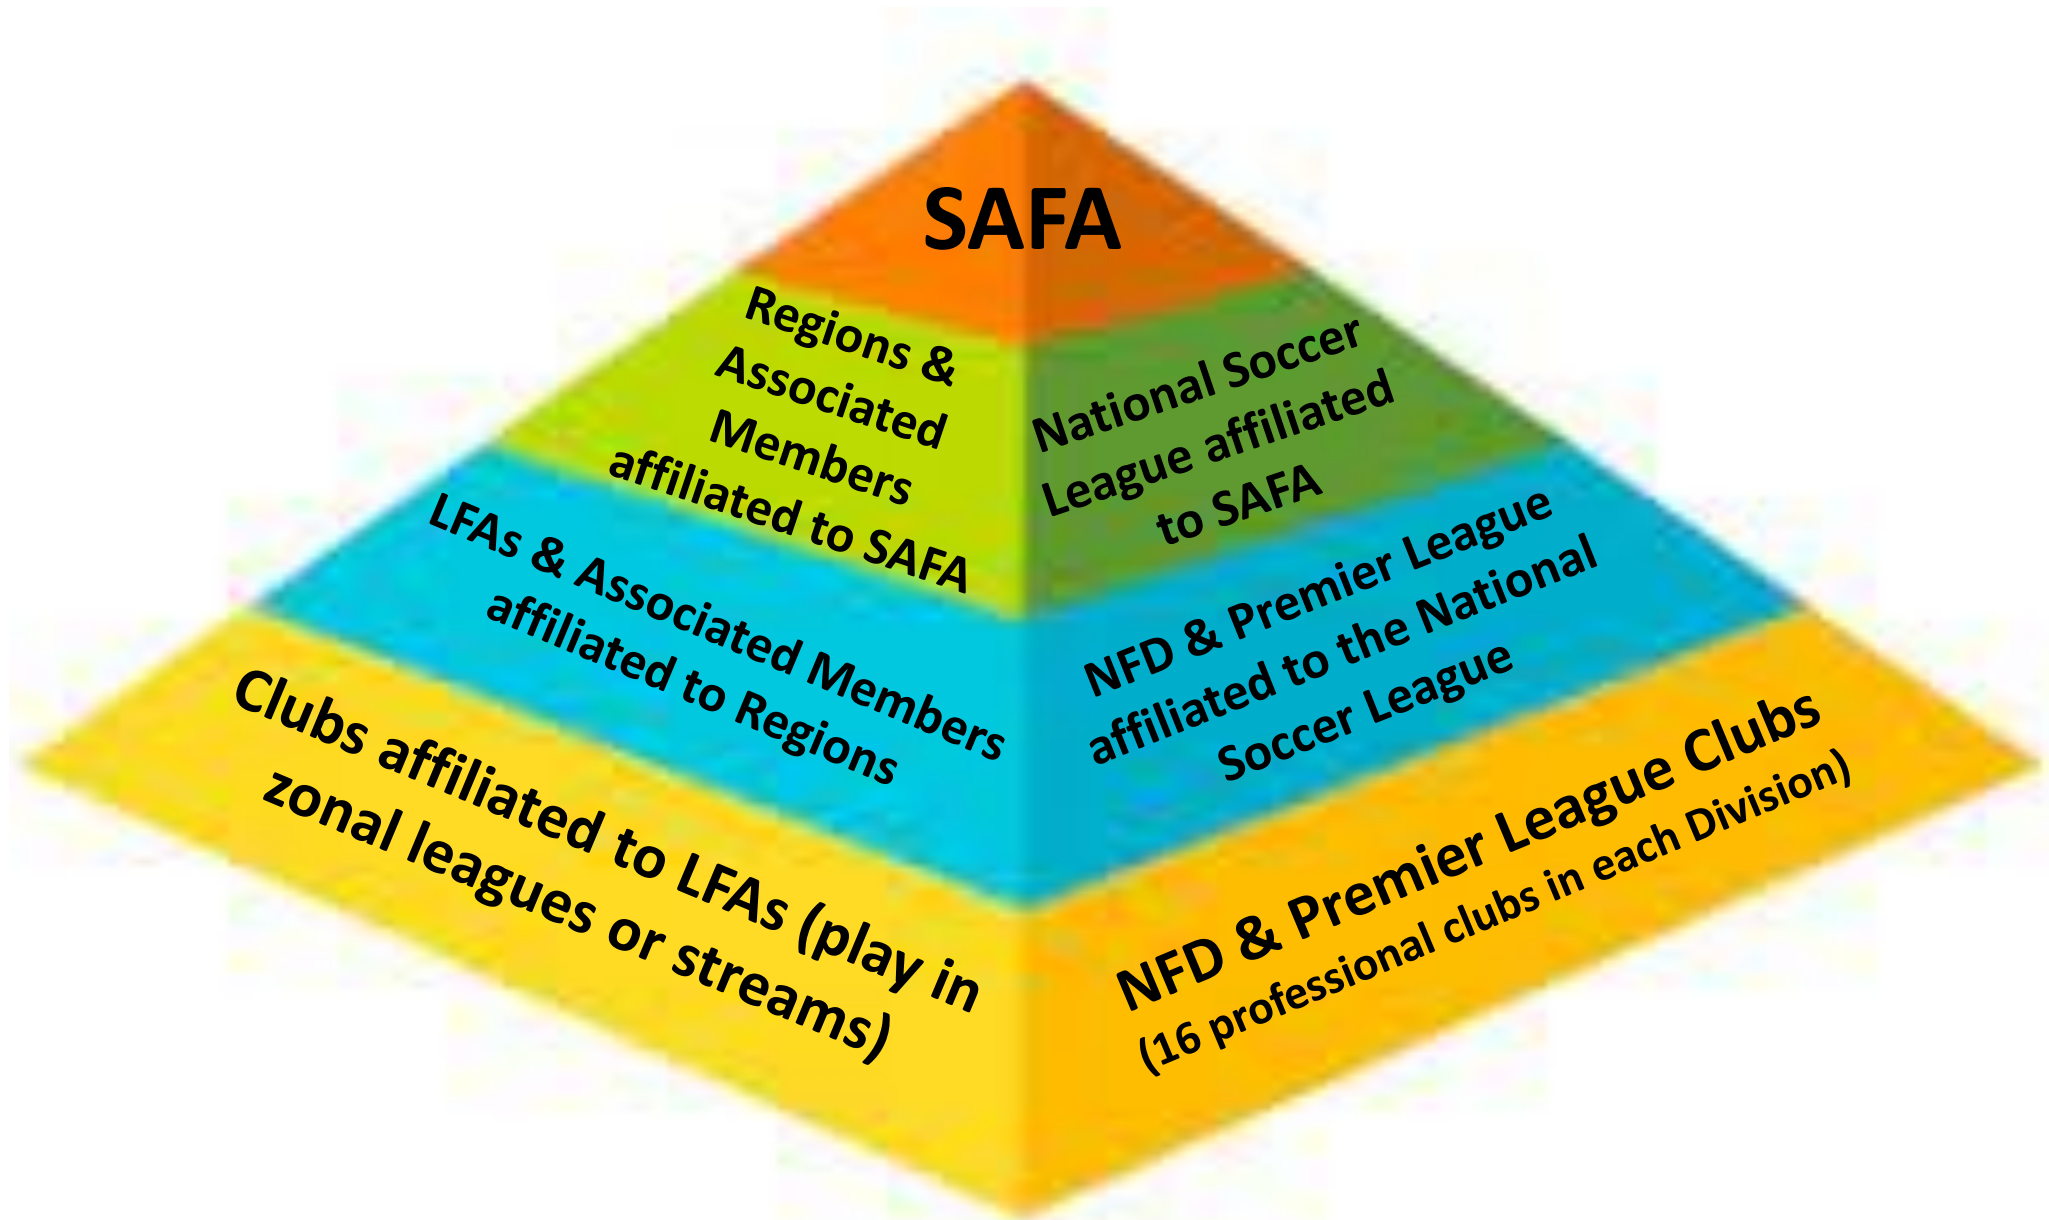 SAFA
Regions &
Associated
Members
affiliated to SAFA
National Soccer
League affiliated
to SAFA
LFAs & Associated Members
affiliated to Regions
NFD & Premier League
affiliated to the National
Soccer League
Clubs affiliated to LFAs (play in
zonal leagues or streams)
NFD & Premier League Clubs
(16 professional clubs in each Division)